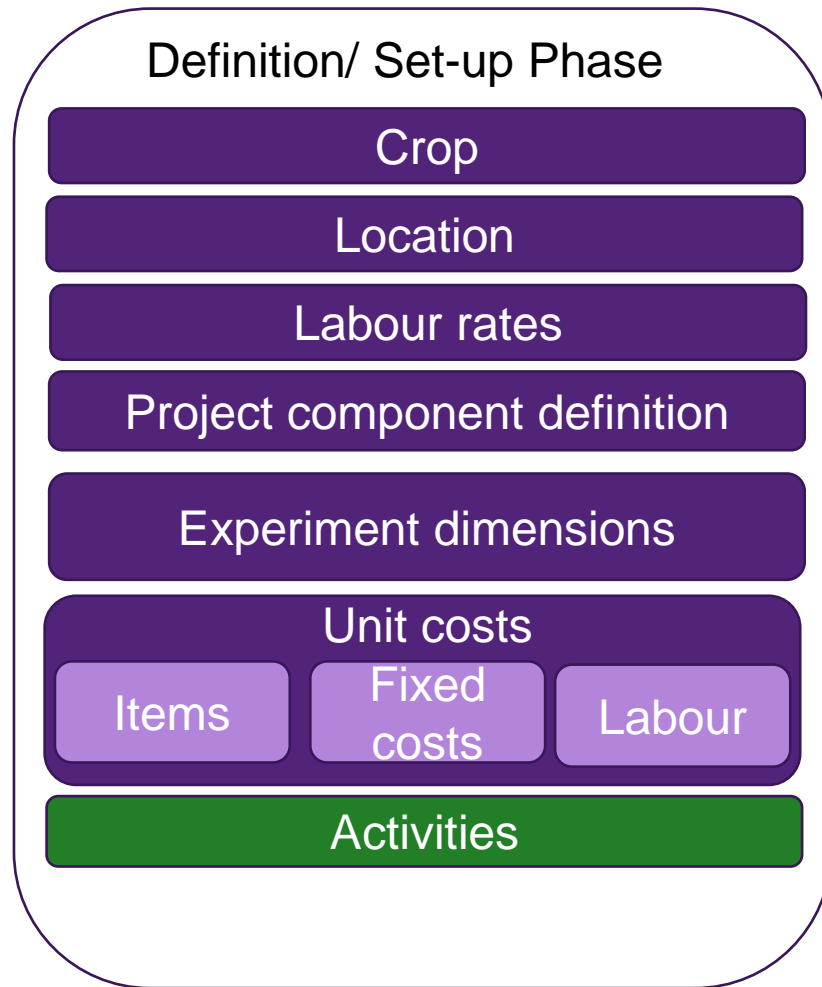 Definition/ Set-up Phase
Crop
Location
Labour rates
Project component definition
Experiment dimensions
Unit costs
Items
Fixed
costs
Labour
Activities